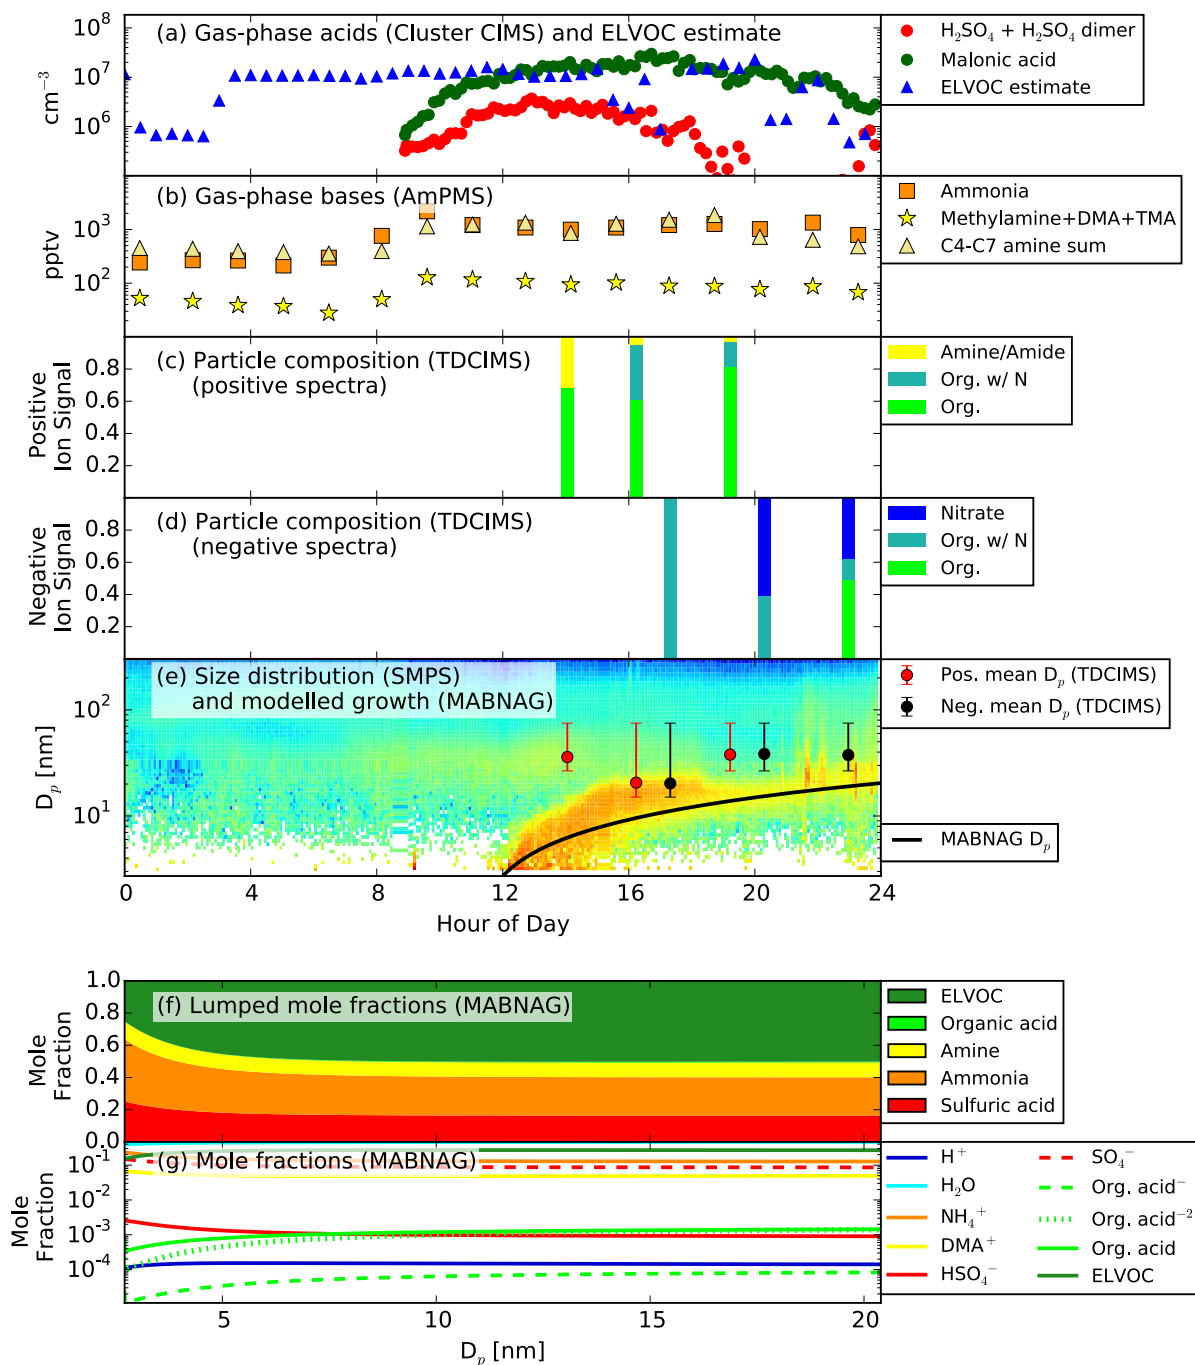 (a) Gas-phase acids (Cluster CIMS) and ELVOC estimate
10⁸
10⁷
10⁶
cm⁻³
H₂SO₄ + H₂SO₄ dimer
Malonic acid
ELVOC estimate
(b) Gas-phase bases (AmPMS)
10³
10²
pptv
Ammonia
Methylamine+DMA+TMA
C4-C7 amine sum
(c) Particle composition (TDCIMS)
(positive spectra)
0.8
0.6
0.4
0.2
Positive
Ion Signal
Amine/Amide
Org. w/ N
Org.
(d) Particle composition (TDCIMS)
(negative spectra)
0.8
0.6
0.4
0.2
Negative
Ion Signal
Nitrate
Org. w/ N
Org.
(e) Size distribution (SMPS)
and modelled growth (MABNAG)
10²
10¹
Dₚ [nm]
Pos. mean Dₚ (TDCIMS)
Neg. mean Dₚ (TDCIMS)
MABNAG Dₚ
0 4 8 12 16 20 24
Hour of Day
(f) Lumped mole fractions (MABNAG)
1.0
0.8
0.6
0.4
0.2
0.0
Mole
Fraction
ELVOC
Organic acid
Amine
Ammonia
Sulfuric acid
(g) Mole fractions (MABNAG)
10⁻¹
10⁻²
10⁻³
10⁻⁴
Mole
Fraction
H⁺
H₂O
NH₄⁺
DMA⁺
HSO₄⁻
SO₄⁻
Org. acid⁻
Org. acid⁻²
Org. acid
ELVOC
5 10 15 20
Dₚ [nm]